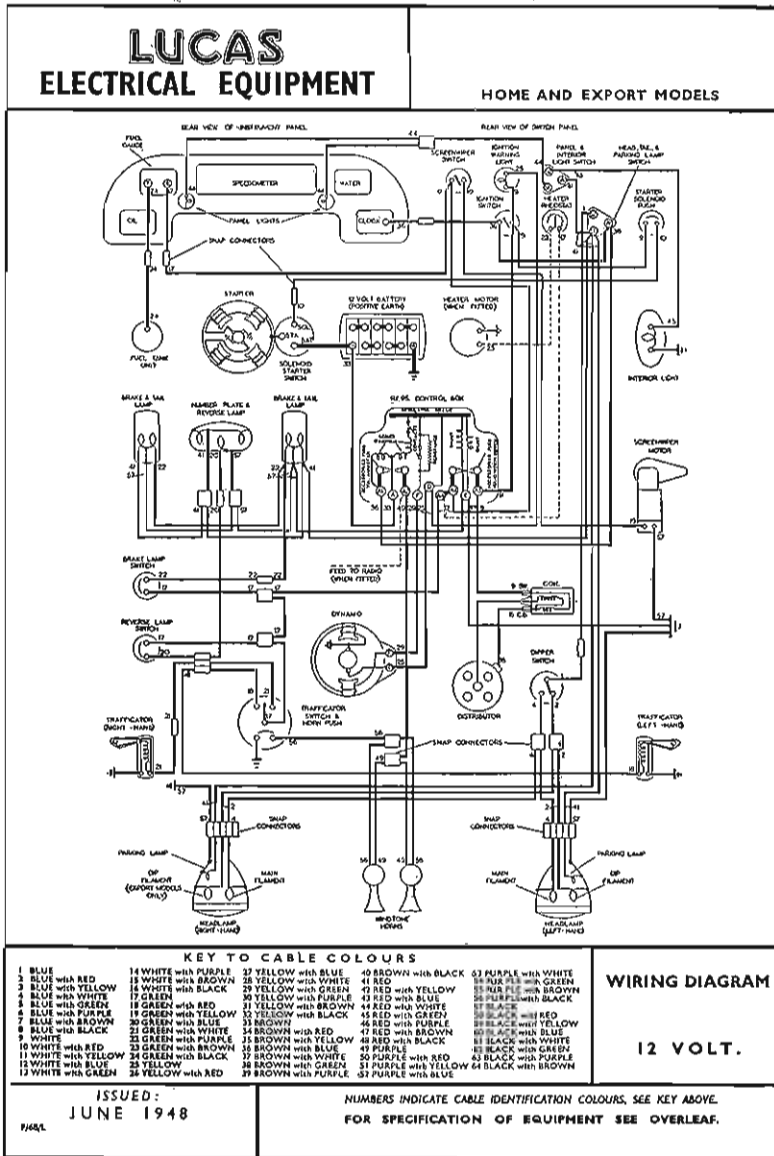 LUCAS
ELECTRICAL EQUIPMENT
HOME AND EXPORT MODELS
REAR VIEW OF INSTRUMENT PANEL
REAR VIEW OF SWITCH PANEL
FUEL GAUGE
SPEEDOMETER
WATER
OIL
CLOCK
PANEL LIGHTS
SNAP CONNECTORS
SCREENWIPER SWITCH
IGNITION WARNING LIGHT
PANEL & INTERIOR LIGHT SWITCH
HEAD, TAIL, & PARKING LAMP SWITCH
IGNITION SWITCH
HEATER RHEOSTAT
STARTER SOLENOID PUSH
FUEL TANK UNIT
STARTER
SOLENOID STARTER SWITCH
12 VOLT BATTERY
(POSITIVE EARTH)
HEATER MOTOR
(WHEN FITTED)
INTERIOR LIGHT
BRAKE & TAIL LAMP
NUMBER PLATE & REVERSE LAMP
BRAKE & TAIL LAMP
CONTROL BOX
SCREENWIPER MOTOR
BRAKE LAMP SWITCH
FEED TO RADIO
(WHEN FITTED)
REVERSE LAMP SWITCH
DYNAMO
COIL
DISTRIBUTOR
DIPPER SWITCH
TRAFFICATOR
(RIGHT-HAND)
TRAFFICATOR SWITCH & HORN PUSH
SNAP CONNECTORS
TRAFFICATOR
(LEFT-HAND)
SNAP CONNECTORS
SNAP CONNECTORS
PARKING LAMP
DIP FILAMENT
(EXPORT MODELS ONLY)
MAIN FILAMENT
HEADLAMP
(RIGHT-HAND)
WINDTONE HORNS
PARKING LAMP
MAIN FILAMENT
DIP FILAMENT
HEADLAMP
(LEFT-HAND)
KEY TO CABLE COLOURS
1 BLUE
2 BLUE with RED
3 BLUE with YELLOW
4 BLUE with WHITE
5 BLUE with GREEN
6 BLUE with PURPLE
7 BLUE with BROWN
8 BLUE with BLACK
9 WHITE
10 WHITE with RED
11 WHITE with YELLOW
12 WHITE with BLUE
13 WHITE with GREEN
14 WHITE with PURPLE
15 WHITE with BROWN
16 WHITE with BLACK
17 GREEN
18 GREEN with RED
19 GREEN with YELLOW
20 GREEN with BLUE
21 GREEN with WHITE
22 GREEN with PURPLE
23 GREEN with BROWN
24 GREEN with BLACK
25 YELLOW
26 YELLOW with RED
27 YELLOW with BLUE
28 YELLOW with WHITE
29 YELLOW with GREEN
30 YELLOW with PURPLE
31 YELLOW with BROWN
32 YELLOW with BLACK
33 BROWN
34 BROWN with RED
35 BROWN with YELLOW
36 BROWN with BLUE
37 BROWN with WHITE
38 BROWN with GREEN
39 BROWN with PURPLE
40 BROWN with BLACK
41 RED
42 RED with YELLOW
43 RED with BLUE
44 RED with WHITE
45 RED with GREEN
46 RED with PURPLE
47 RED with BROWN
48 RED with BLACK
49 PURPLE
50 PURPLE with RED
51 PURPLE with YELLOW
52 PURPLE with BLUE
53 PURPLE with WHITE
54 PURPLE with GREEN
55 PURPLE with BROWN
56 PURPLE with BLACK
57 BLACK
58 BLACK with RED
59 BLACK with YELLOW
60 BLACK with BLUE
61 BLACK with WHITE
62 BLACK with GREEN
63 BLACK with PURPLE
64 BLACK with BROWN
WIRING DIAGRAM
12 VOLT.
ISSUED:
JUNE 1948
NUMBERS INDICATE CABLE IDENTIFICATION COLOURS, SEE KEY ABOVE.
FOR SPECIFICATION OF EQUIPMENT SEE OVERLEAF.